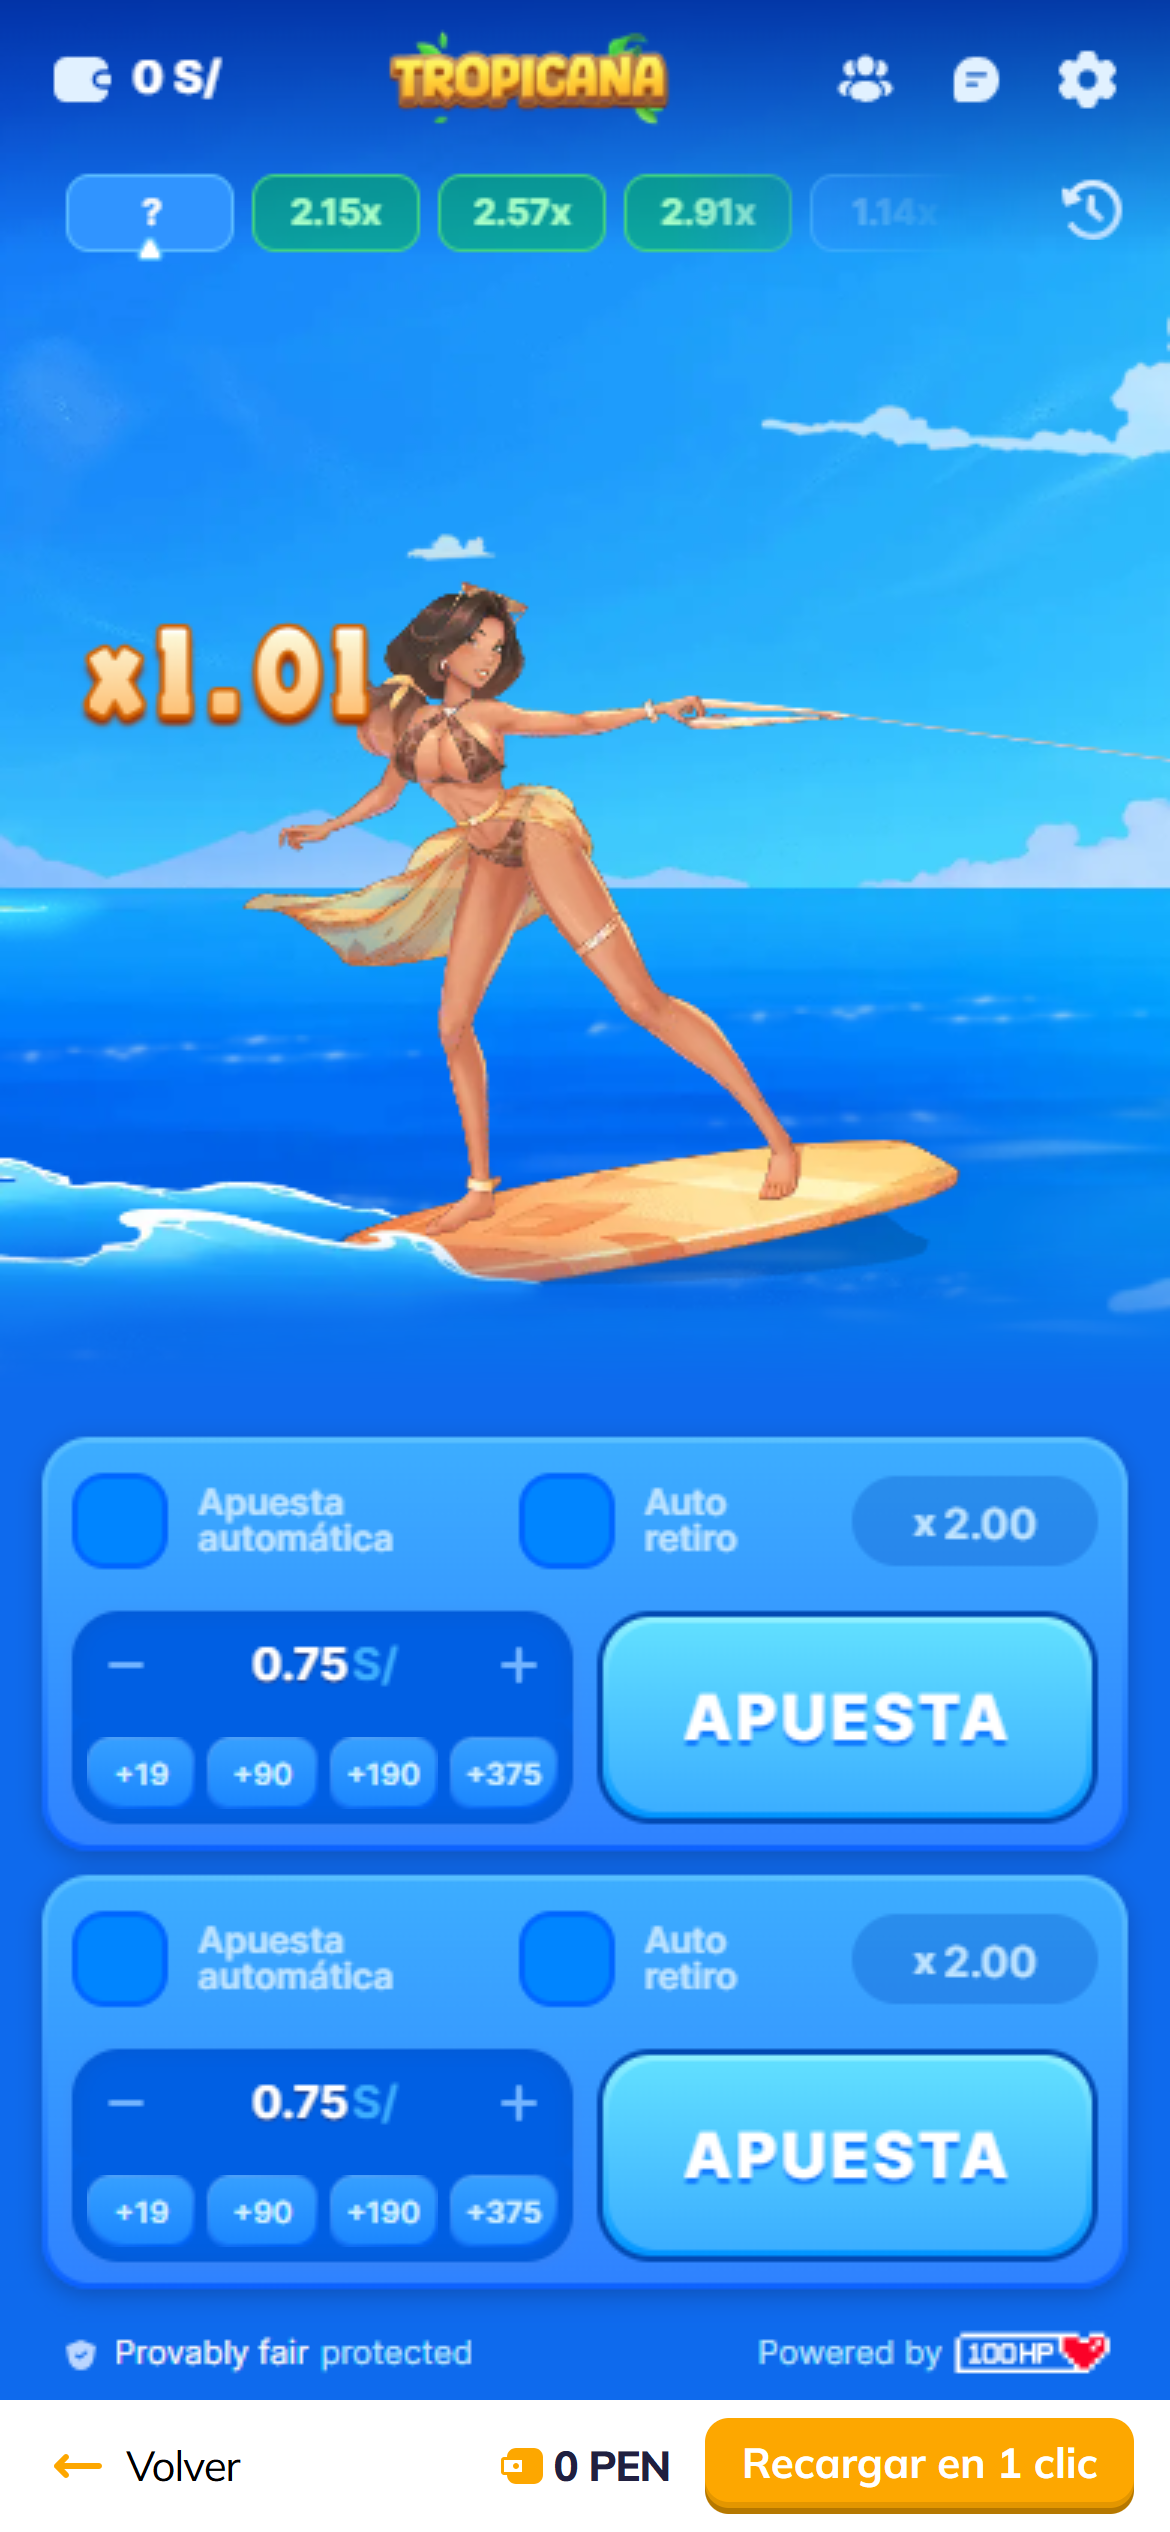 0 S/
TROPICANA
?
2.15x
2.57x
2.91x
1.14x
x1.01
Apuesta
automática
Auto
retiro
x 2.00
0.75 S/
+19
+90
+190
+375
APUESTA
Apuesta
automática
Auto
retiro
x 2.00
0.75 S/
+19
+90
+190
+375
APUESTA
Provably fair protected
Powered by 100HP
Volver
0 PEN
Recargar en 1 clic